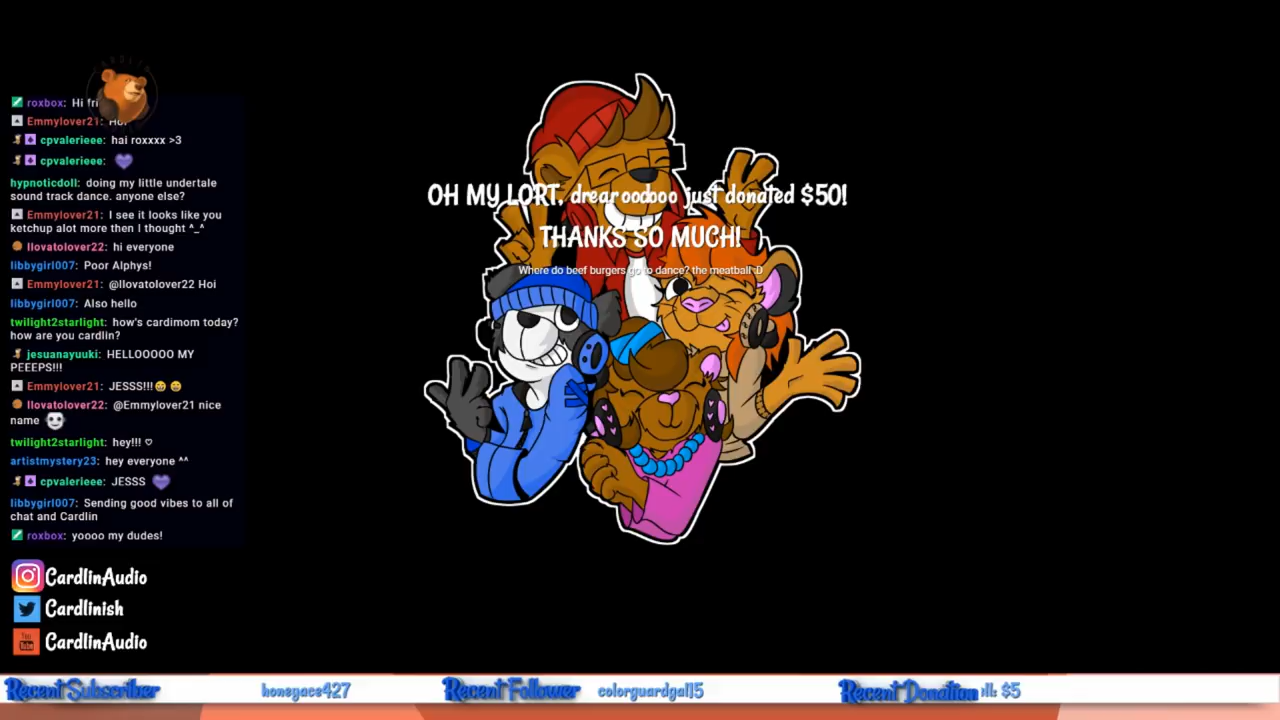 roxbox: Hi fri
Emmylover21: Hoi
cpvalerieee: hai roxxxx >3
cpvalerieee:
hypnoticdoll: doing my little undertale
sound track dance. anyone else?
Emmylover21: I see it looks like you
ketchup alot more then I thought ^_^
llovatolover22: hi everyone
libbygirl007: Poor Alphys!
Emmylover21: @llovatolover22 Hoi
libbygirl007: Also hello
twilight2starlight: how's cardimom today?
how are you cardlin?
jesuanayuuki: HELLOOOOO MY
PEEEPS!!!
Emmylover21: JESSS!!!😅 😄
llovatolover22: @Emmylover21 nice
name
twilight2starlight: hey!!! ♡
artistmystery23: hey everyone ^^
cpvalerieee: JESSS
libbygirl007: Sending good vibes to all of
chat and Cardlin
roxbox: yoooo my dudes!
OH MY LORT, drearoodboo just donated $50!
THANKS SO MUCH!
Where do beef burgers go to dance? the meatball :D
CardlinAudio
Cardlinish
CardlinAudio
Recent Subscriber honegace427 Recent Follower colorguardgal15 Recent Donation ll: $5